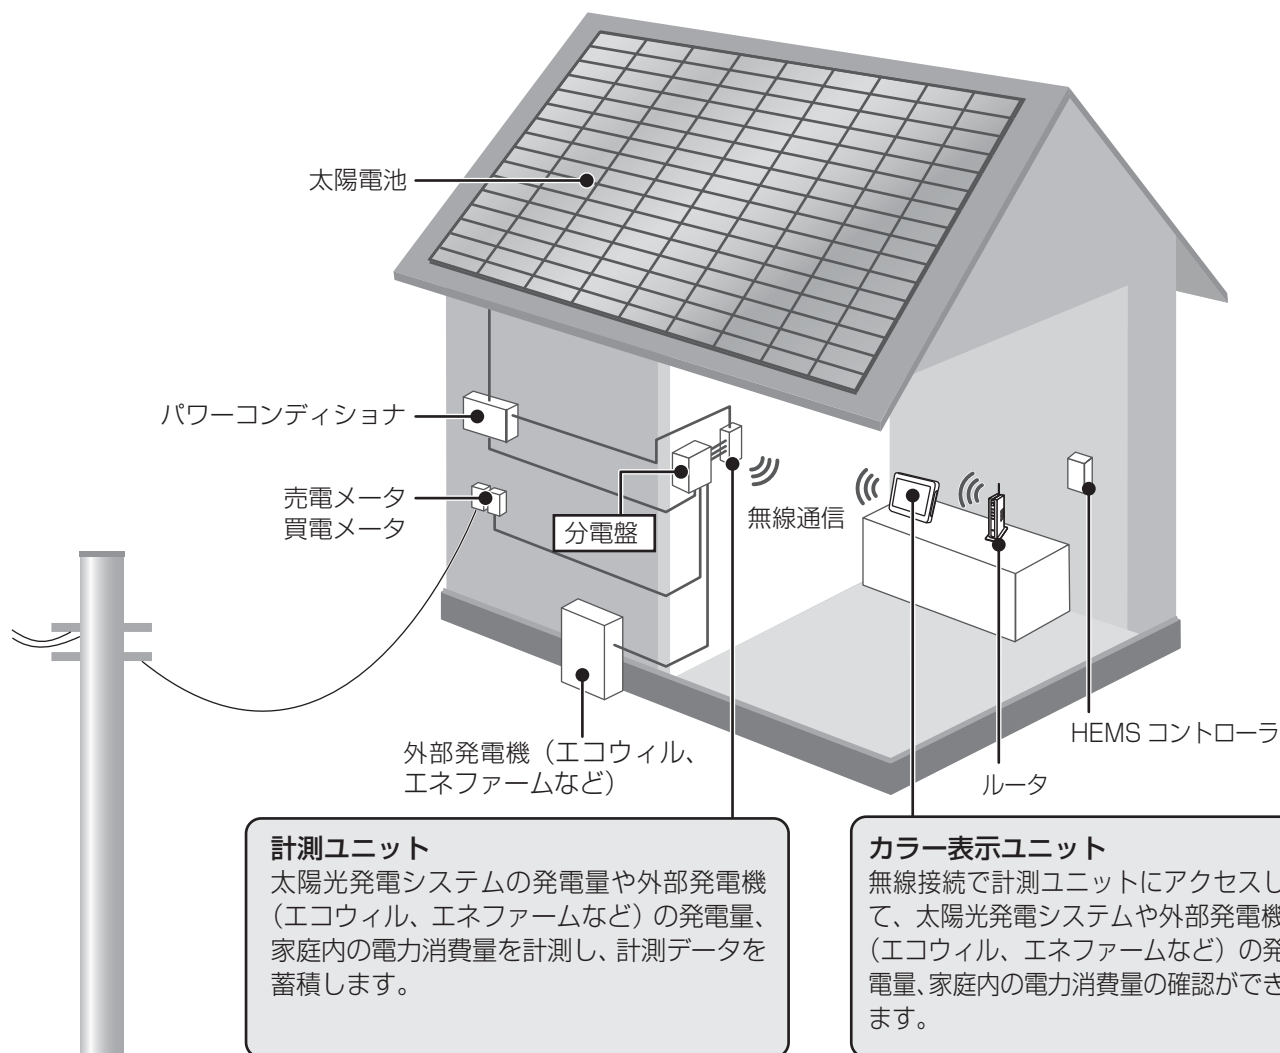 太陽電池
パワーコンディショナ
売電メータ
買電メータ
分電盤
無線通信
HEMS コントローラ
ルータ
外部発電機（エコウィル、
エネファームなど）
計測ユニット
太陽光発電システムの発電量や外部発電機
（エコウィル、エネファームなど）の発電量、
家庭内の電力消費量を計測し、計測データを
蓄積します。
カラー表示ユニット
無線接続で計測ユニットにアクセスし
て、太陽光発電システムや外部発電機
（エコウィル、エネファームなど）の発
電量、家庭内の電力消費量の確認ができ
ます。